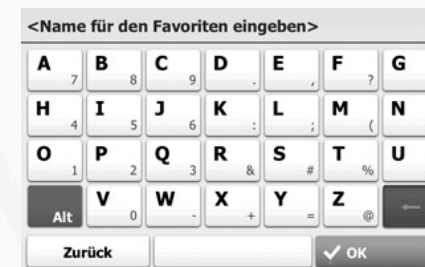 <Name für den Favoriten eingeben>
A 7 B 8 C 9 D . E , F ? G
H 4 I 5 J 6 K : L ; M ( N
O 1 P 2 Q 3 R & S # T % U
Alt V 0 W - X + Y = Z @ ←
Zurück ✓ OK